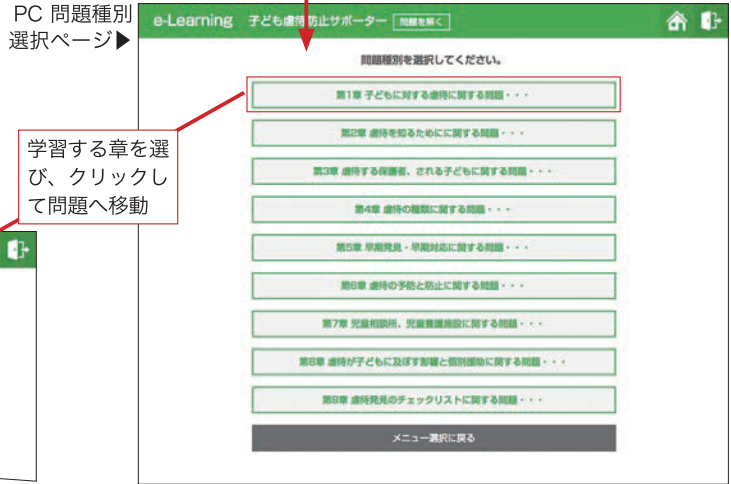 PC 問題種別
選択ページ▶
e-Learning 子ども虐待防止サポーター 問題を解く
問題種別を選択してください。
第1章 子どもに対する虐待に関する問題・・・
第2章 虐待を知るためにに関する問題・・・
第3章 虐待する保護者、される子どもに関する問題・・・
第4章 虐待の種類に関する問題・・・
第5章 早期発見・早期対応に関する問題・・・
第6章 虐待の予防と防止に関する問題・・・
第7章 児童相談所、児童養護施設に関する問題・・・
第8章 虐待が子どもに及ぼす影響と個別援助に関する問題・・・
第9章 虐待発見のチェックリストに関する問題・・・
メニュー選択に戻る
学習する章を選
び、クリックし
て問題へ移動